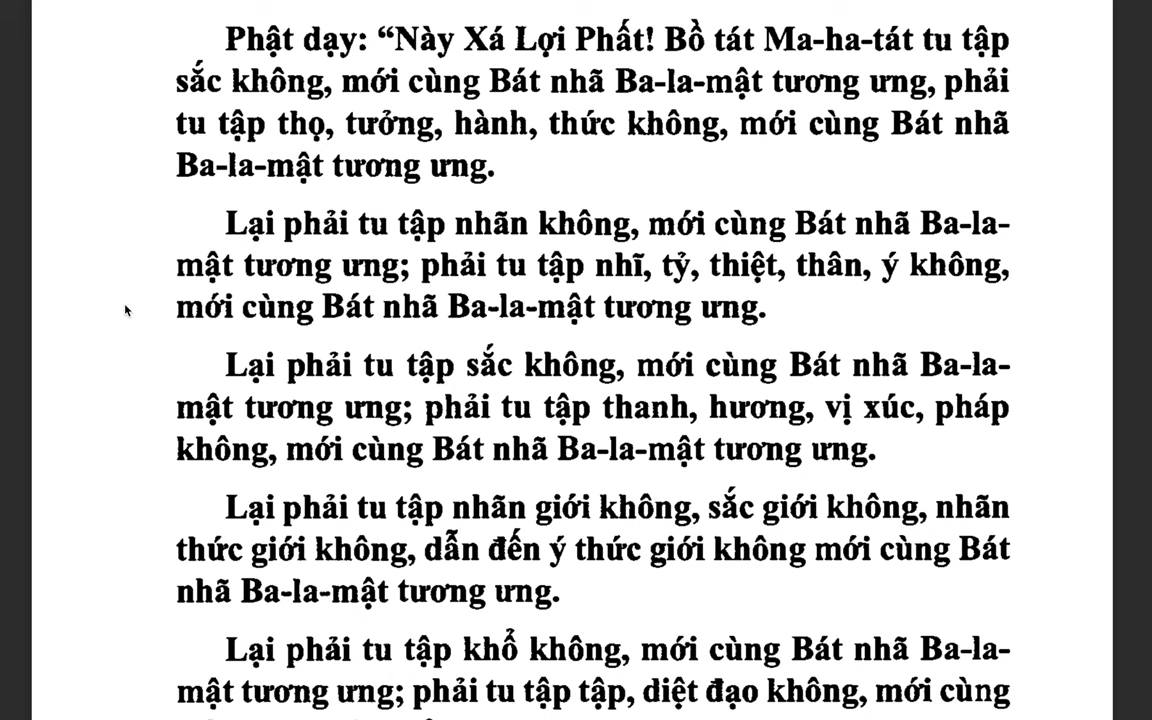 Phật dạy: “Này Xá Lợi Phất! Bồ tát Ma-ha-tát tu tập
sắc không, mới cùng Bát nhã Ba-la-mật tương ưng, phải
tu tập thọ, tưởng, hành, thức không, mới cùng Bát nhã
Ba-la-mật tương ưng.
Lại phải tu tập nhãn không, mới cùng Bát nhã Ba-la-
mật tương ưng; phải tu tập nhĩ, tỷ, thiệt, thân, ý không,
mới cùng Bát nhã Ba-la-mật tương ưng.
Lại phải tu tập sắc không, mới cùng Bát nhã Ba-la-
mật tương ưng; phải tu tập thanh, hương, vị xúc, pháp
không, mới cùng Bát nhã Ba-la-mật tương ưng.
Lại phải tu tập nhãn giới không, sắc giới không, nhãn
thức giới không, dẫn đến ý thức giới không mới cùng Bát
nhã Ba-la-mật tương ưng.
Lại phải tu tập khổ không, mới cùng Bát nhã Ba-la-
mật tương ưng; phải tu tập tập, diệt đạo không, mới cùng